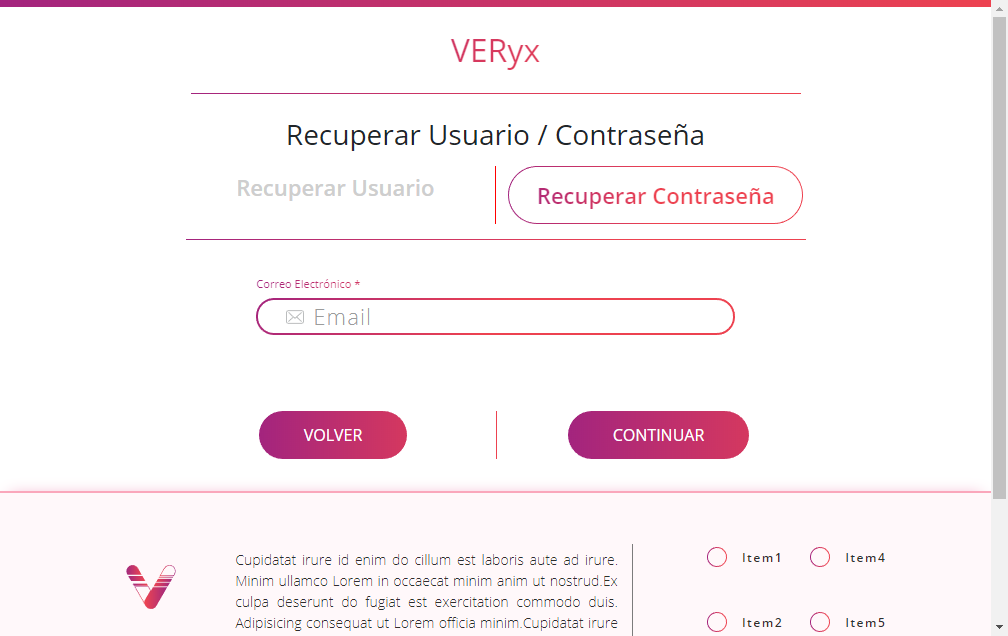 VERyx
Recuperar Usuario / Contraseña
Recuperar Usuario
Recuperar Contraseña
Correo Electrónico *
Email
VOLVER
CONTINUAR
Cupidatat irure id enim do cillum est laboris aute ad irure.
Minim ullamco Lorem in occaecat minim anim ut nostrud.Ex
culpa deserunt do fugiat est exercitation commodo duis.
Adipisicing consequat ut Lorem officia minim.Cupidatat irure
Item1
Item4
Item2
Item5